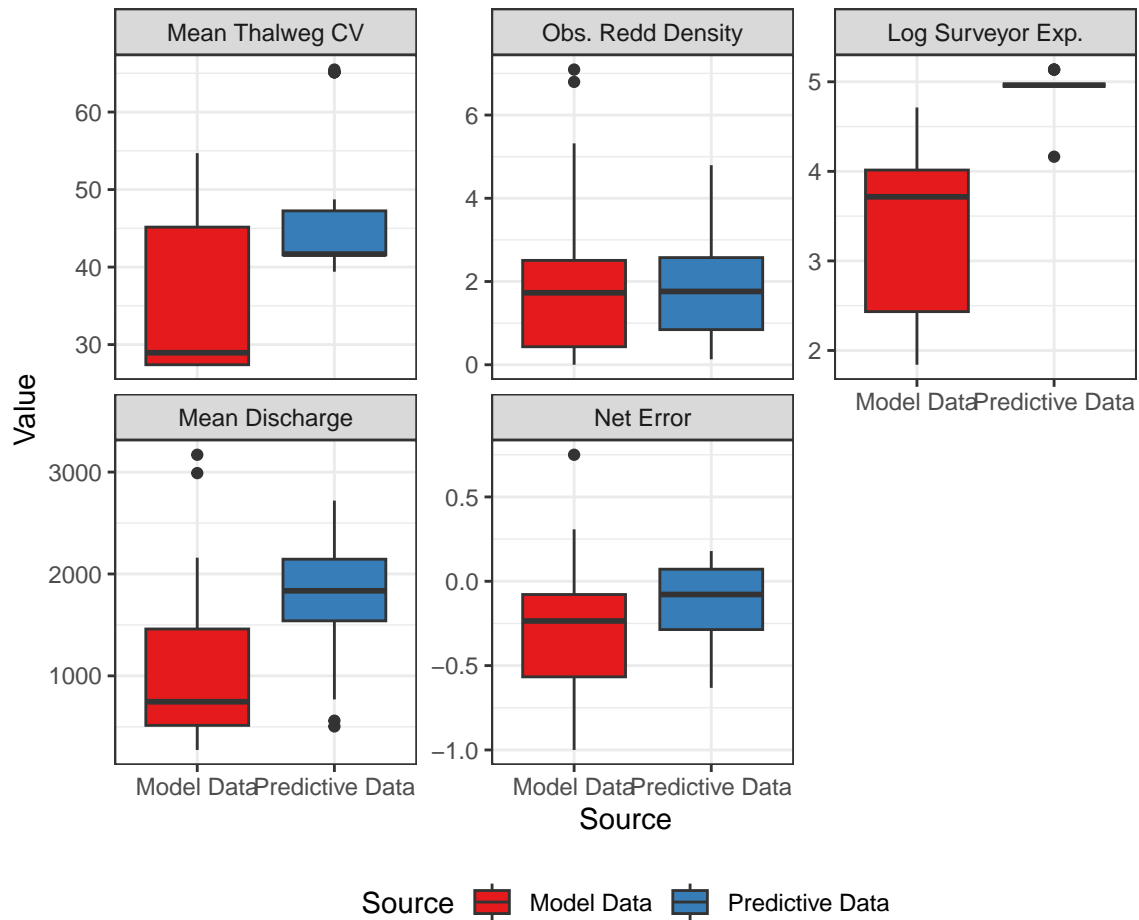 Mean Thalweg CV
Obs. Redd Density
Log Surveyor Exp.
60
50
40
30
6
4
2
0
5
4
3
2
Model Data Predictive Data
Value
Mean Discharge
Net Error
3000
2000
1000
0.5
0.0
−0.5
−1.0
Model Data Predictive Data
Model Data Predictive Data
Source
Source Model Data Predictive Data